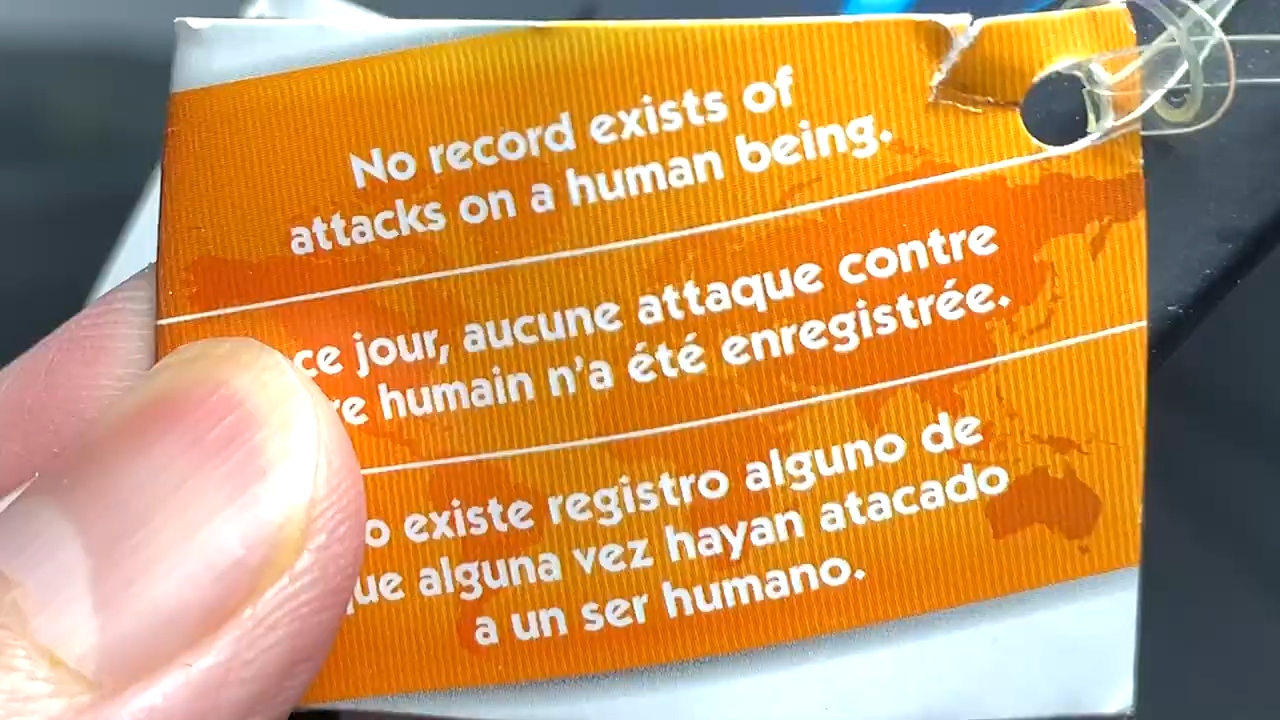 No record exists of
attacks on a human being.
ce jour, aucune attaque contre
humain n'a été enregistrée.
existe registro alguno de
alguna vez hayan atacado
a un ser humano.